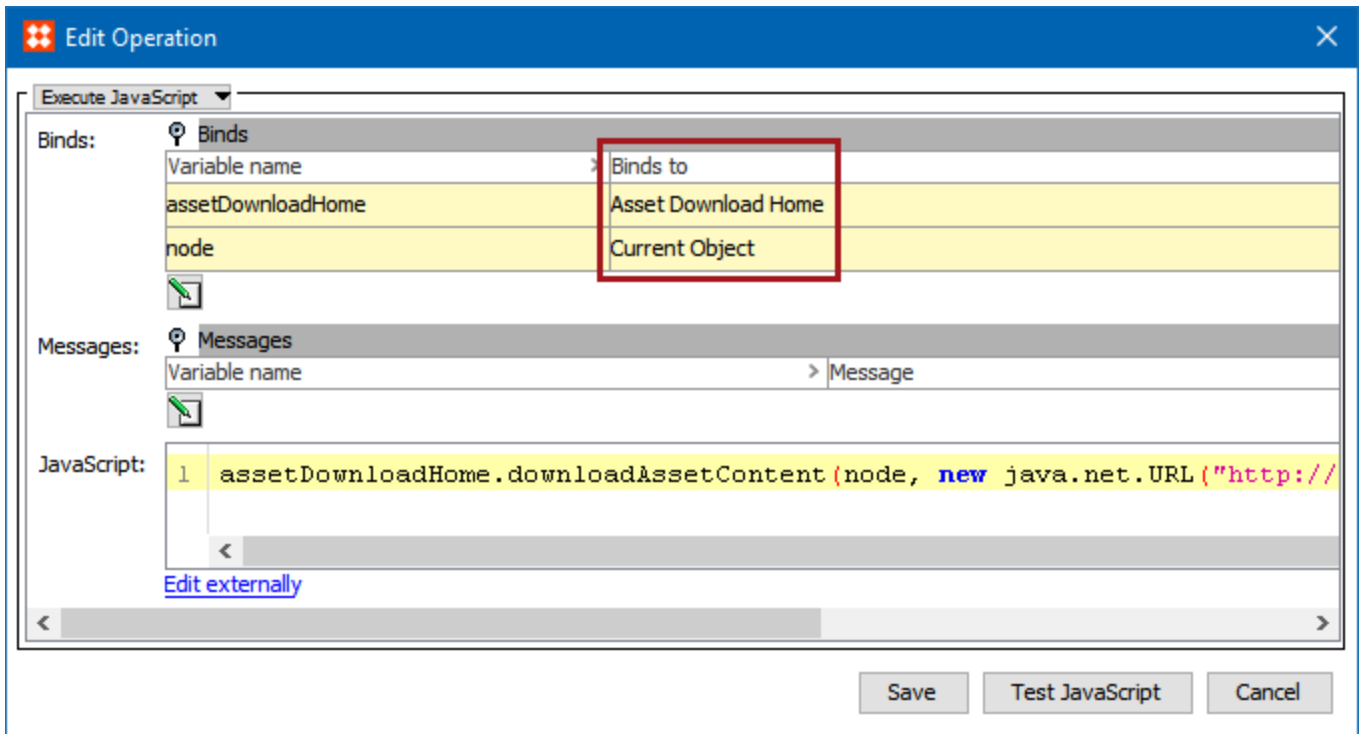 Edit Operation
Execute JavaScript
Binds: Binds
Variable name > Binds to
assetDownloadHome Asset Download Home
node Current Object
Messages: Messages
Variable name > Message
JavaScript: 1 assetDownloadHome.downloadAssetContent(node, new java.net.URL("http://
Edit externally
Save Test JavaScript Cancel